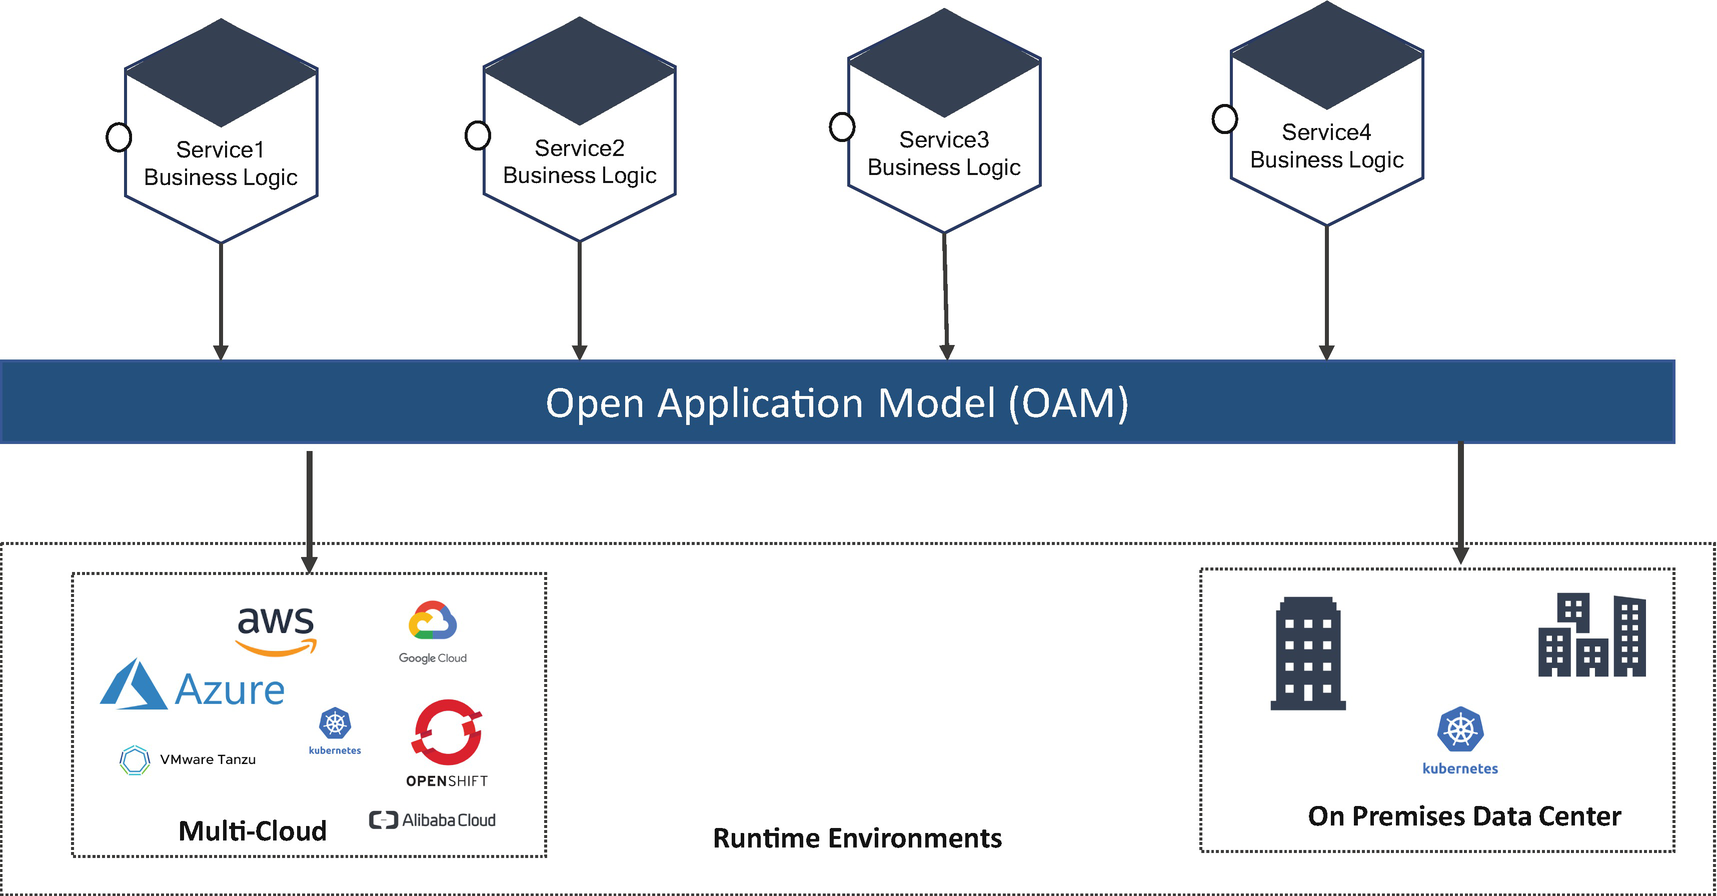 Service1
Business Logic
Service2
Business Logic
Service3
Business Logic
Service4
Business Logic
Open Application Model (OAM)
aws
Google Cloud
Azure
kubernetes
VMware Tanzu
OPENSHIFT
Alibaba Cloud
Multi-Cloud
Runtime Environments
kubernetes
On Premises Data Center